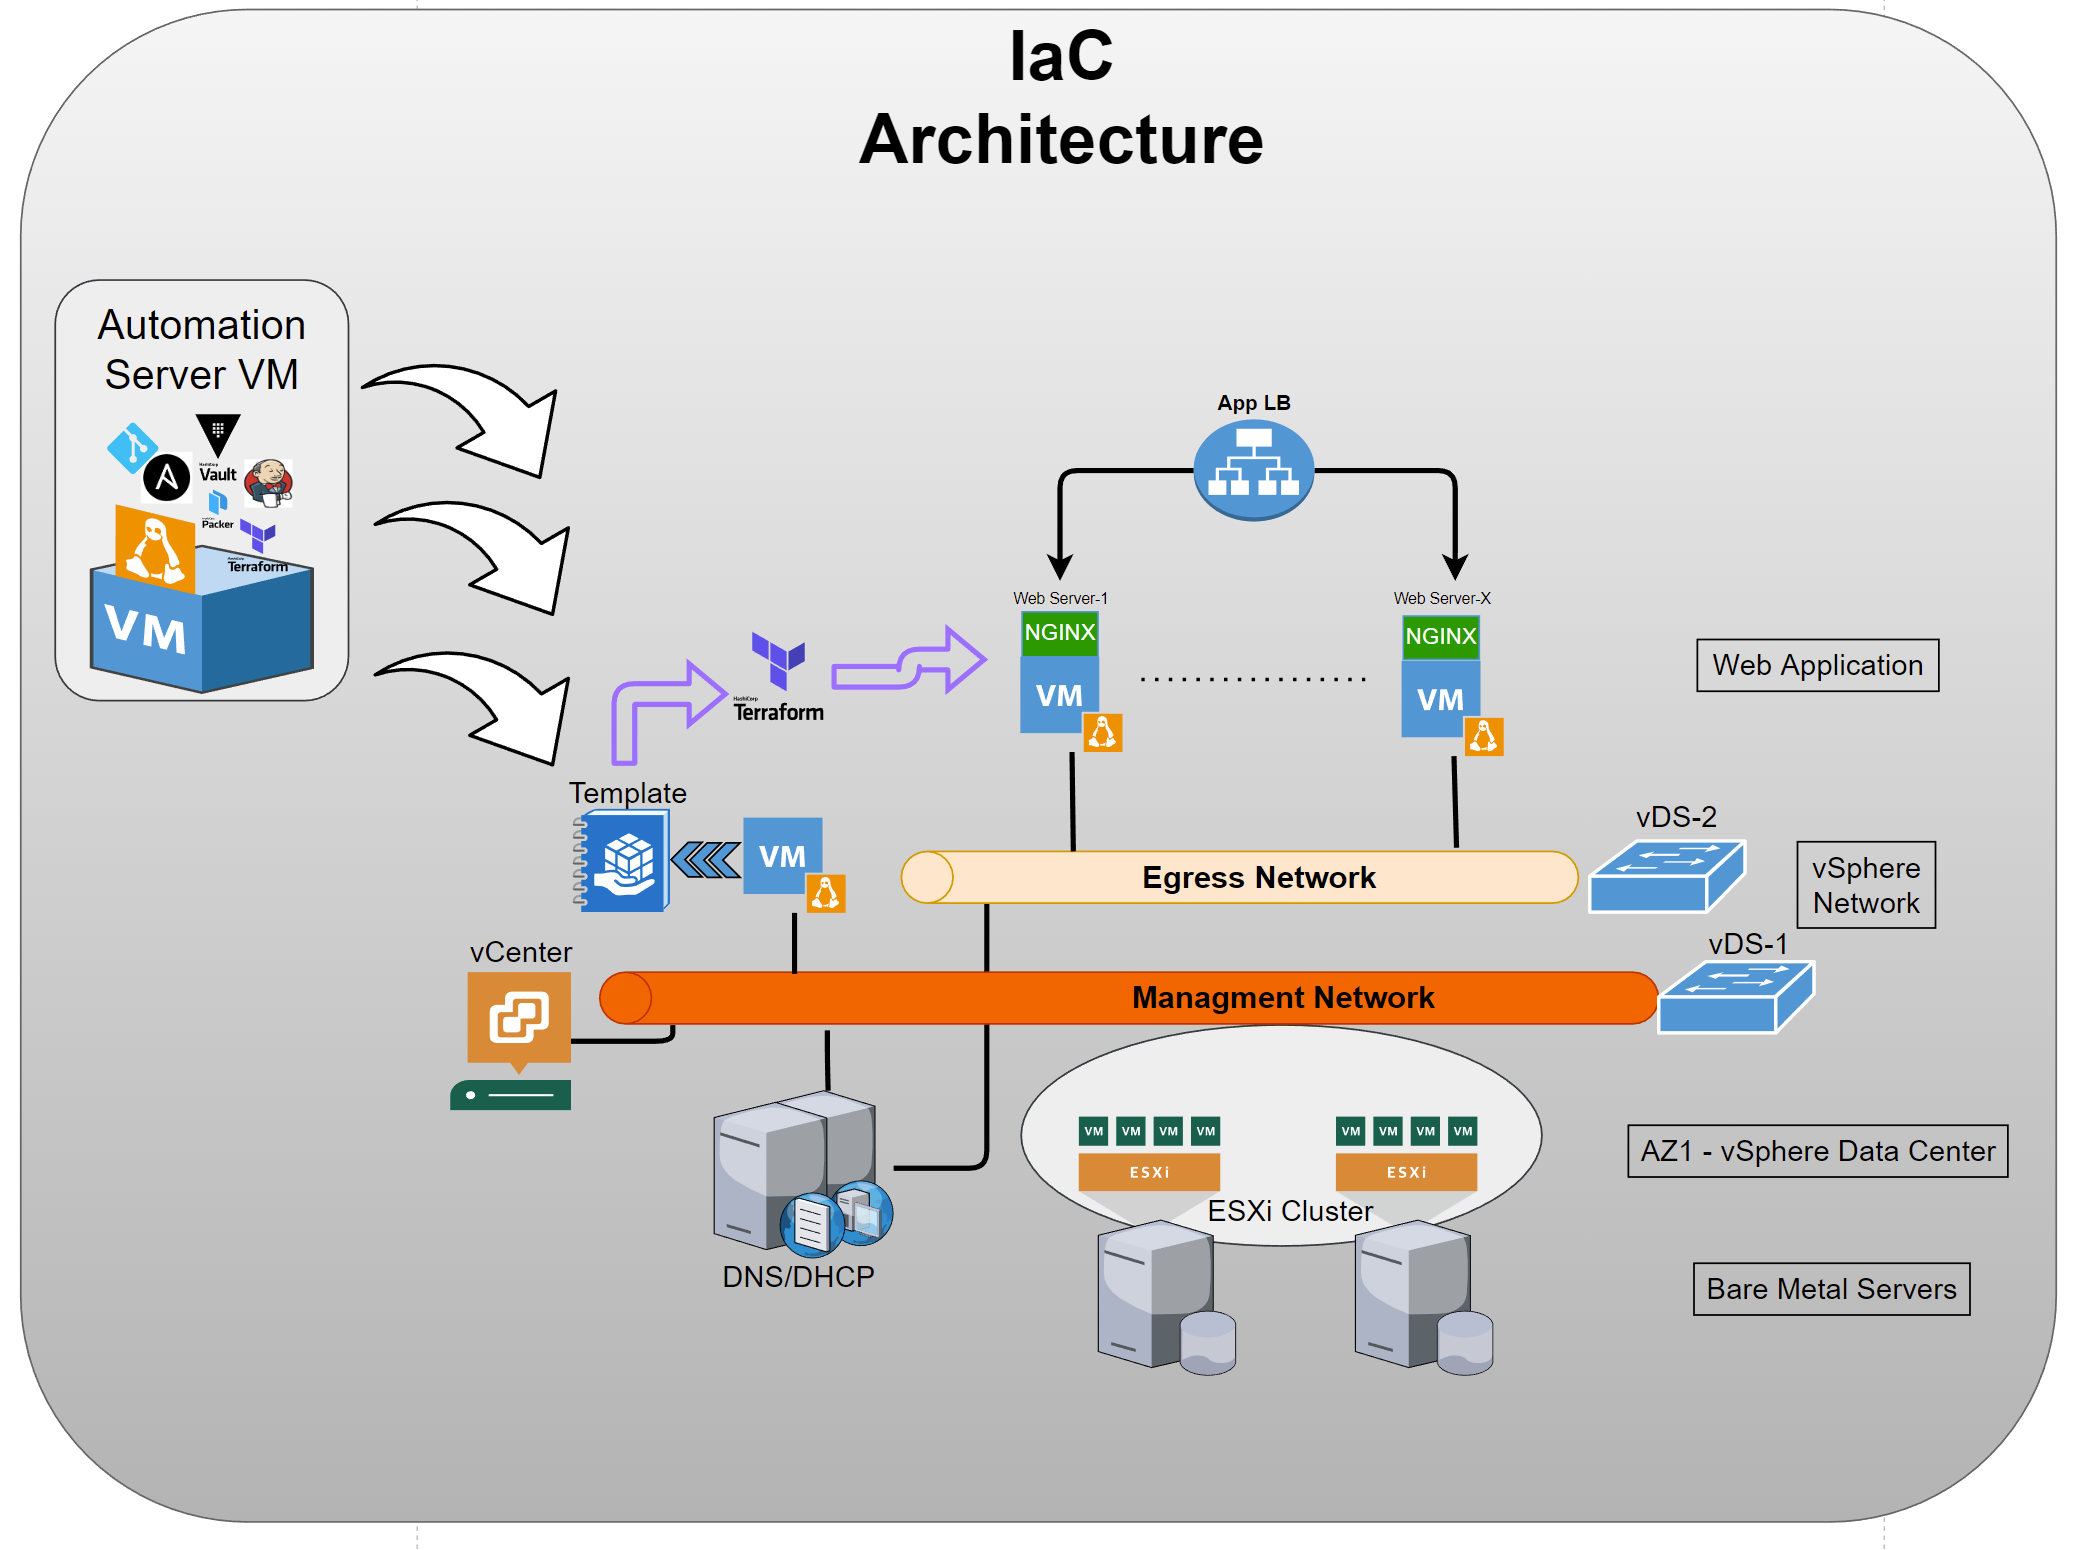 IaC
Architecture
Automation
Server VM
HashiCorp
Vault
Packer
HashiCorp
Terraform
VM
App LB
Web Server-1
NGINX
VM
Web Server-X
NGINX
VM
HashiCorp
Terraform
Web Application
Template
VM
vDS-2
Egress Network
vSphere
Network
vCenter
vDS-1
Managment Network
VM VM VM VM
ESXi
VM VM VM VM
ESXi
ESXi Cluster
AZ1 - vSphere Data Center
DNS/DHCP
Bare Metal Servers